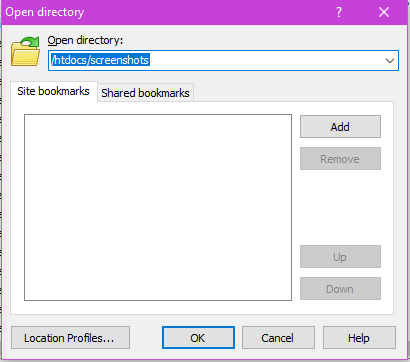 Open directory
?
Open directory:
/htdocs/screenshots
Site bookmarks
Shared bookmarks
Add
Remove
Up
Down
Location Profiles...
OK
Cancel
Help